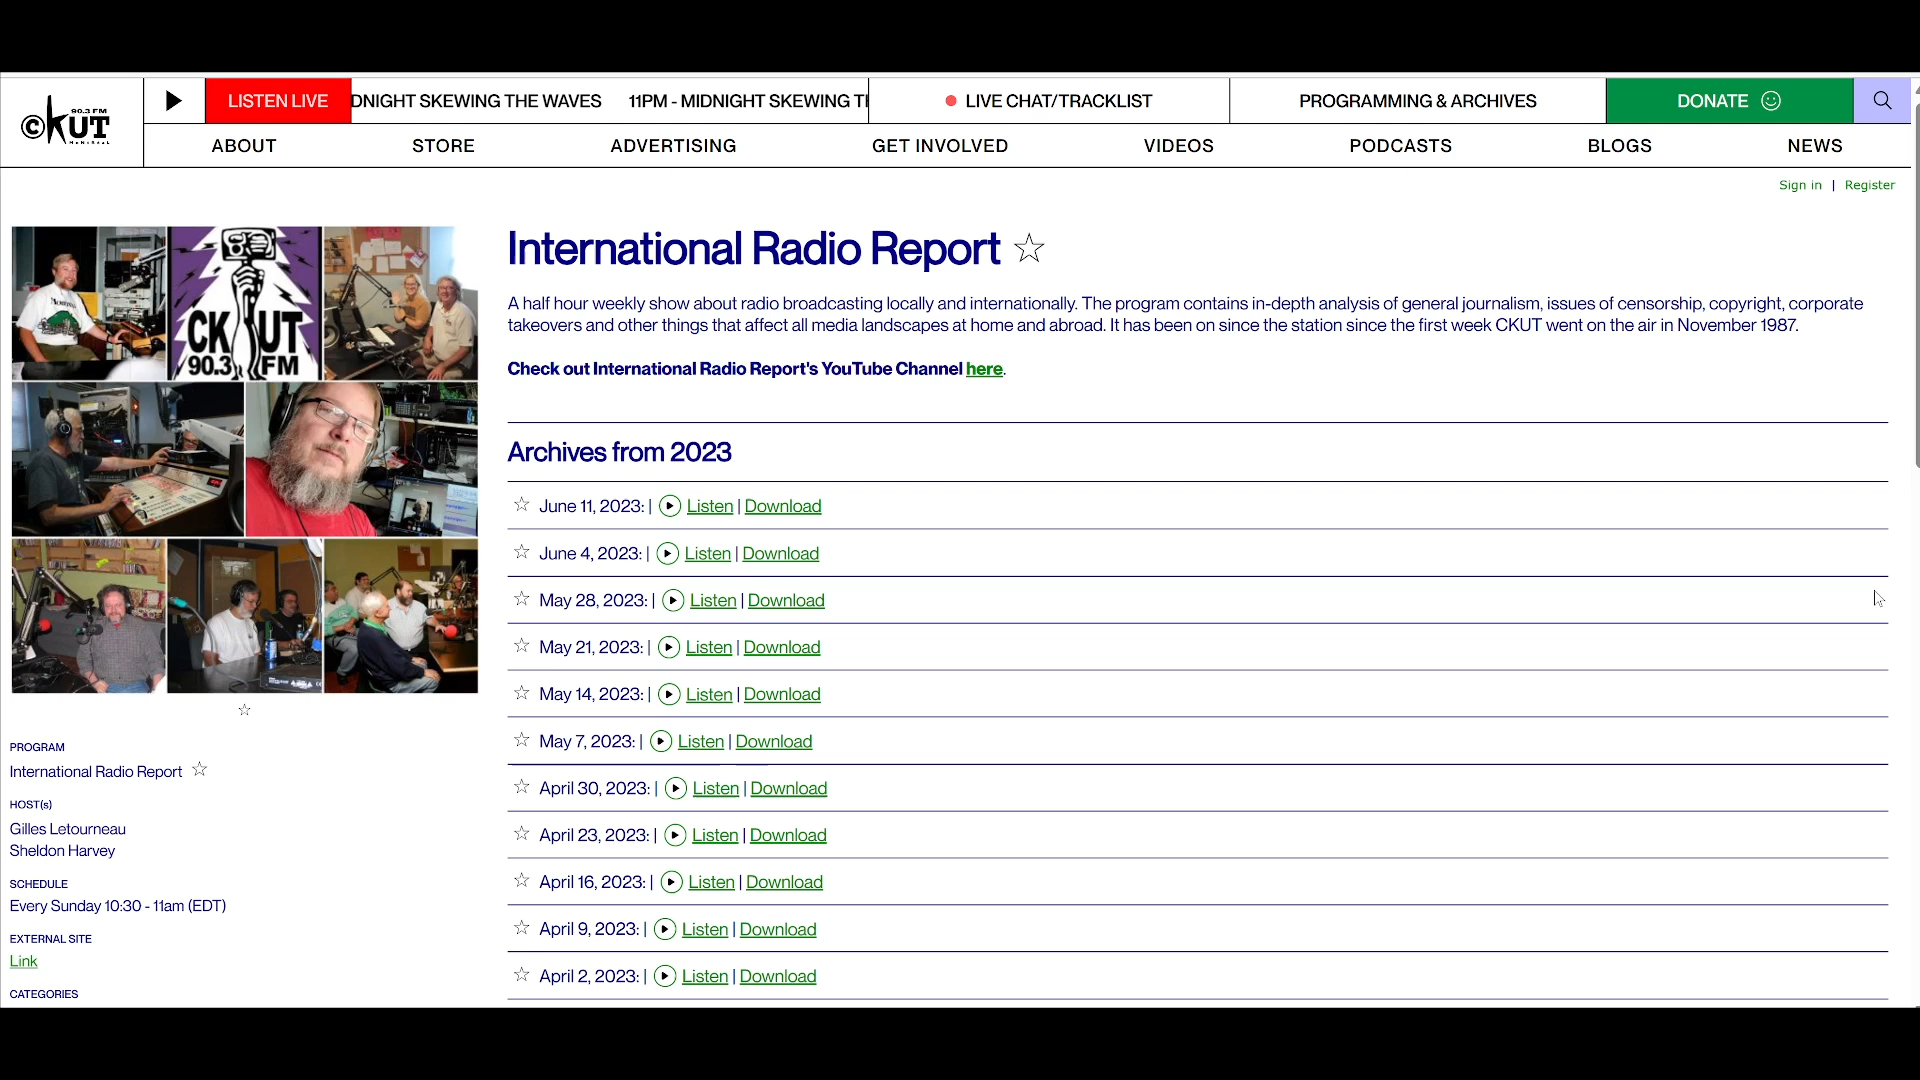 90.3 FM
©KUT
MONTRÉAL
LISTEN LIVE
DNIGHT SKEWING THE WAVES 11PM - MIDNIGHT SKEWING T
LIVE CHAT/TRACKLIST
PROGRAMMING & ARCHIVES
DONATE
ABOUT STORE ADVERTISING GET INVOLVED VIDEOS PODCASTS BLOGS NEWS
Sign in | Register
CKUT
90.3 FM
PROGRAM
International Radio Report
HOST(s)
Gilles Letourneau
Sheldon Harvey
SCHEDULE
Every Sunday 10:30 - 11am (EDT)
EXTERNAL SITE
Link
CATEGORIES
International Radio Report
A half hour weekly show about radio broadcasting locally and internationally. The program contains in-depth analysis of general journalism, issues of censorship, copyright, corporate
takeovers and other things that affect all media landscapes at home and abroad. It has been on since the station since the first week CKUT went on the air in November 1987.
Check out International Radio Report's YouTube Channel here.
Archives from 2023
June 11, 2023: | Listen | Download
June 4, 2023: | Listen | Download
May 28, 2023: | Listen | Download
May 21, 2023: | Listen | Download
May 14, 2023: | Listen | Download
May 7, 2023: | Listen | Download
April 30, 2023: | Listen | Download
April 23, 2023: | Listen | Download
April 16, 2023: | Listen | Download
April 9, 2023: | Listen | Download
April 2, 2023: | Listen | Download